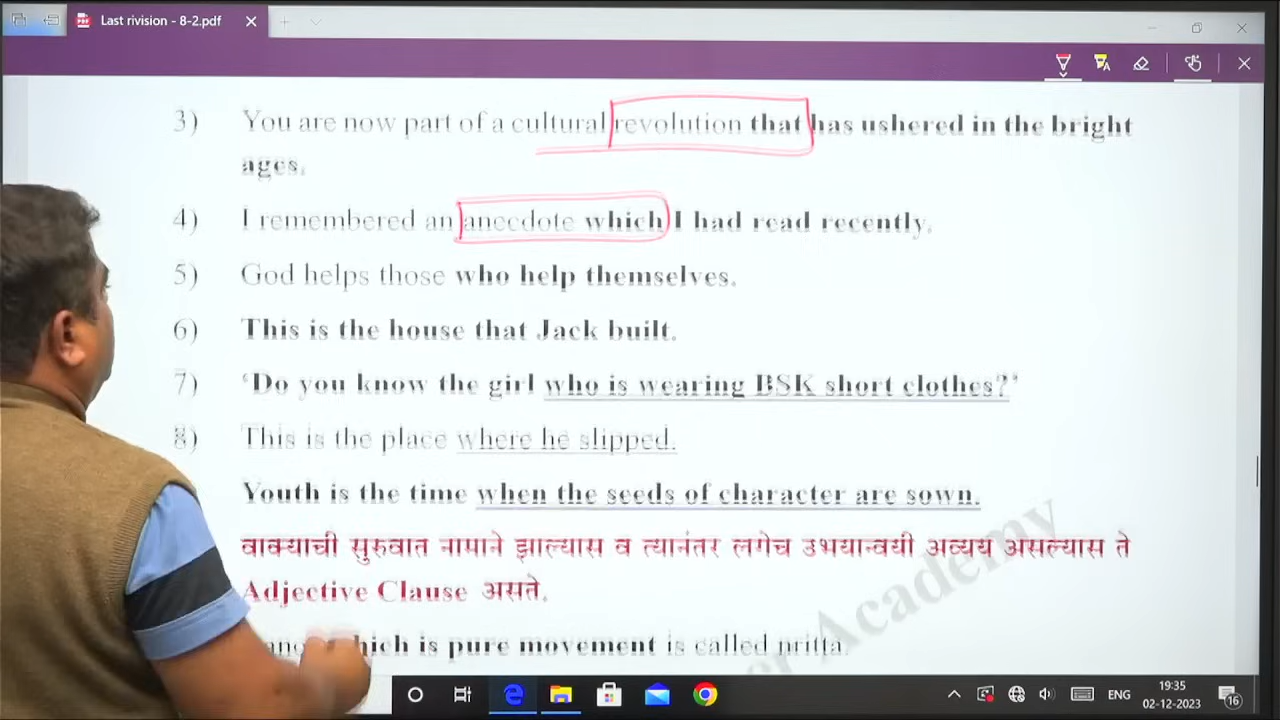 Last rivision - 8-2.pdf
3) You are now part of a cultural revolution that has ushered in the bright
ages.
4) I remembered an anecdote which I had read recently.
5) God helps those who help themselves.
6) This is the house that Jack built.
7) ‘Do you know the girl who is wearing BSK short clothes?’
8) This is the place where he slipped.
Youth is the time when the seeds of character are sown.
वाक्याची सुरुवात नामाने झाल्यास व त्यानंतर लगेच उभयान्वयी अव्यय असल्यास ते
Adjective Clause असते.
is pure movement is called nritta.
Academy
ENG
19:35
02-12-2023
16